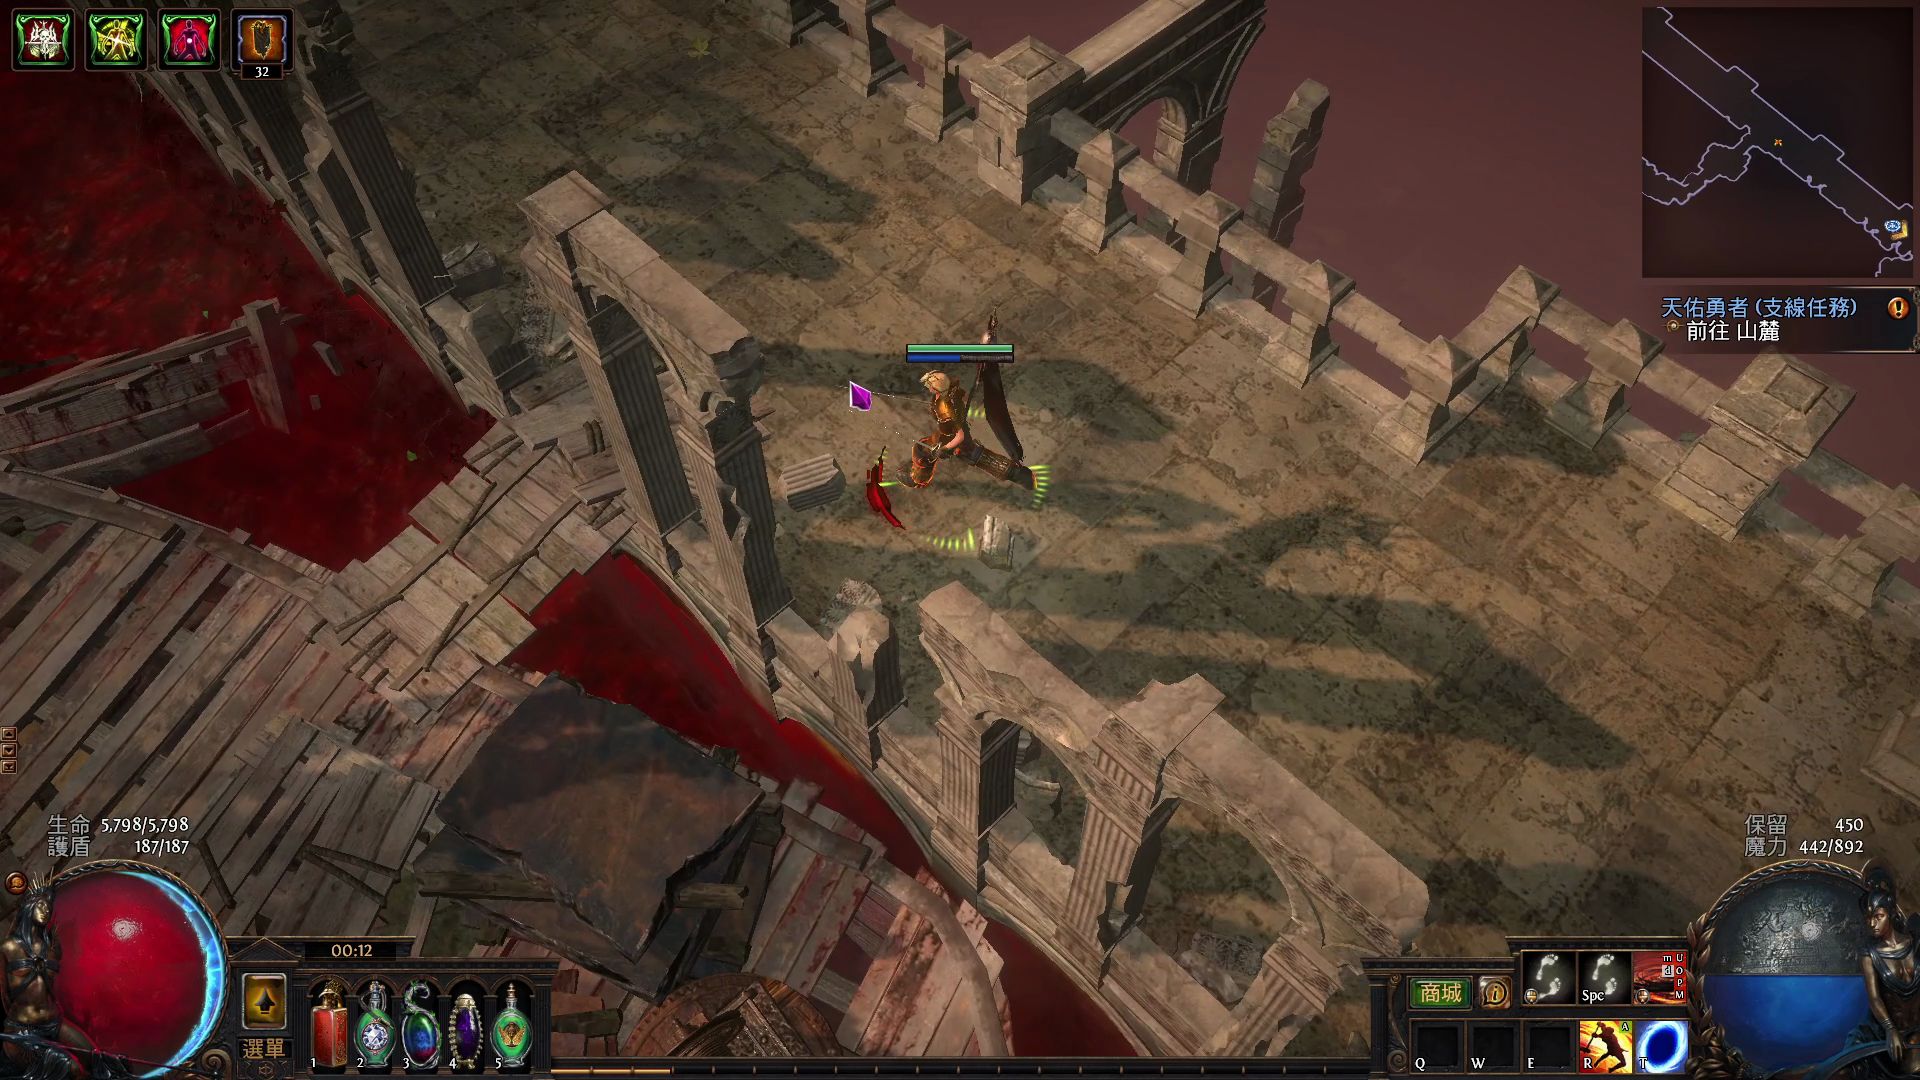 32
天佑勇者 (支線任務)
前往 山麓
生命 5,798/5,798
護盾 187/187
保留 450
魔力 442/892
00:12
選單
1 2 3 4 5
商城
Spc
m U
d O
P
M
Q W E R A T